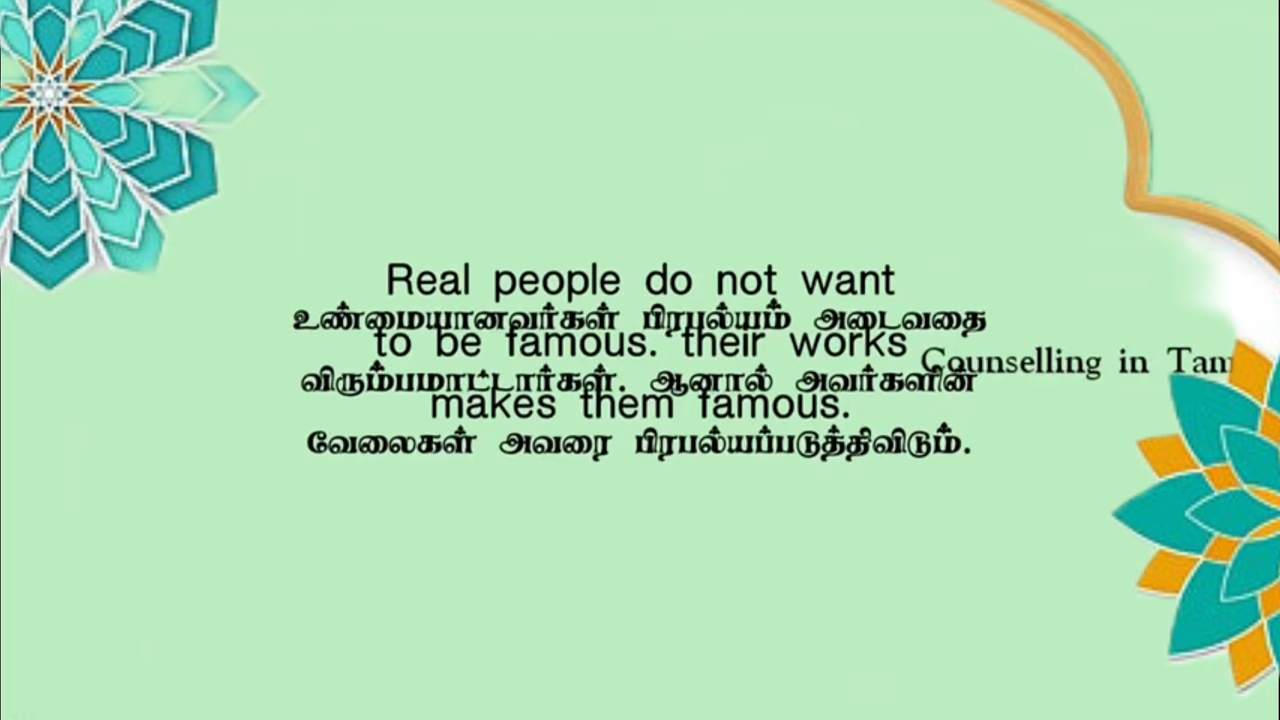 Real people do not want
உண்மையானவர்கள் பிரபல்யம் அடைவதை
to be famous. their works
Counselling in
விரும்பமாட்டார்கள். ஆனால் அவர்களின்
makes them famous.
வேலைகள் அவரை பிரபல்யப்படுத்திவிடும்.